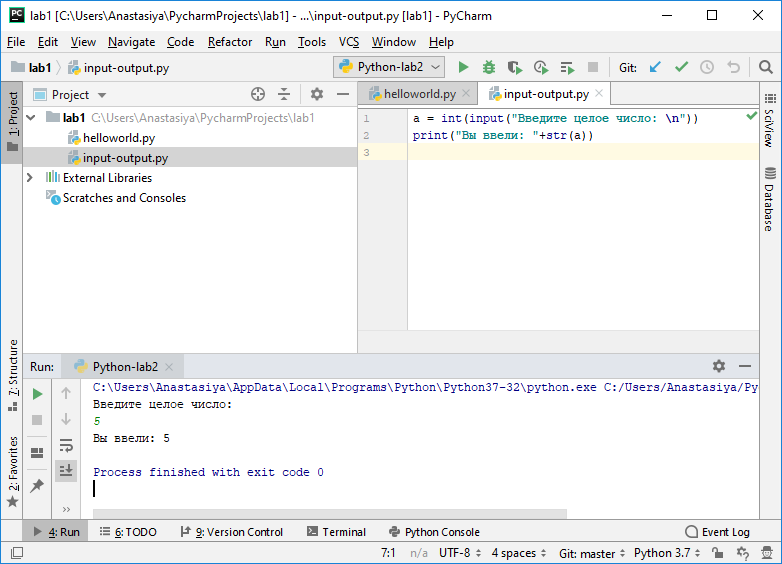 lab1 [C:\Users\Anastasiya\PycharmProjects\lab1] - ...\input-output.py [lab1] - PyCharm
File Edit View Navigate Code Refactor Run Tools VCS Window Help
lab1 input-output.py Python-lab2 Git:
1: Project
Project
helloworld.py input-output.py
lab1 C:\Users\Anastasiya\PycharmProjects\lab1
helloworld.py
input-output.py
External Libraries
Scratches and Consoles
1 a = int(input("Введите целое число: \n"))
2 print("Вы ввели: "+str(a))
3
SciView
Database
7: Structure
2: Favorites
Run: Python-lab2
C:\Users\Anastasiya\AppData\Local\Programs\Python\Python37-32\python.exe C:/Users/Anastasiya/Py
Введите целое число:
5
Вы ввели: 5
Process finished with exit code 0
4: Run 6: TODO 9: Version Control Terminal Python Console Event Log
7:1 n/a UTF-8 4 spaces Git: master Python 3.7